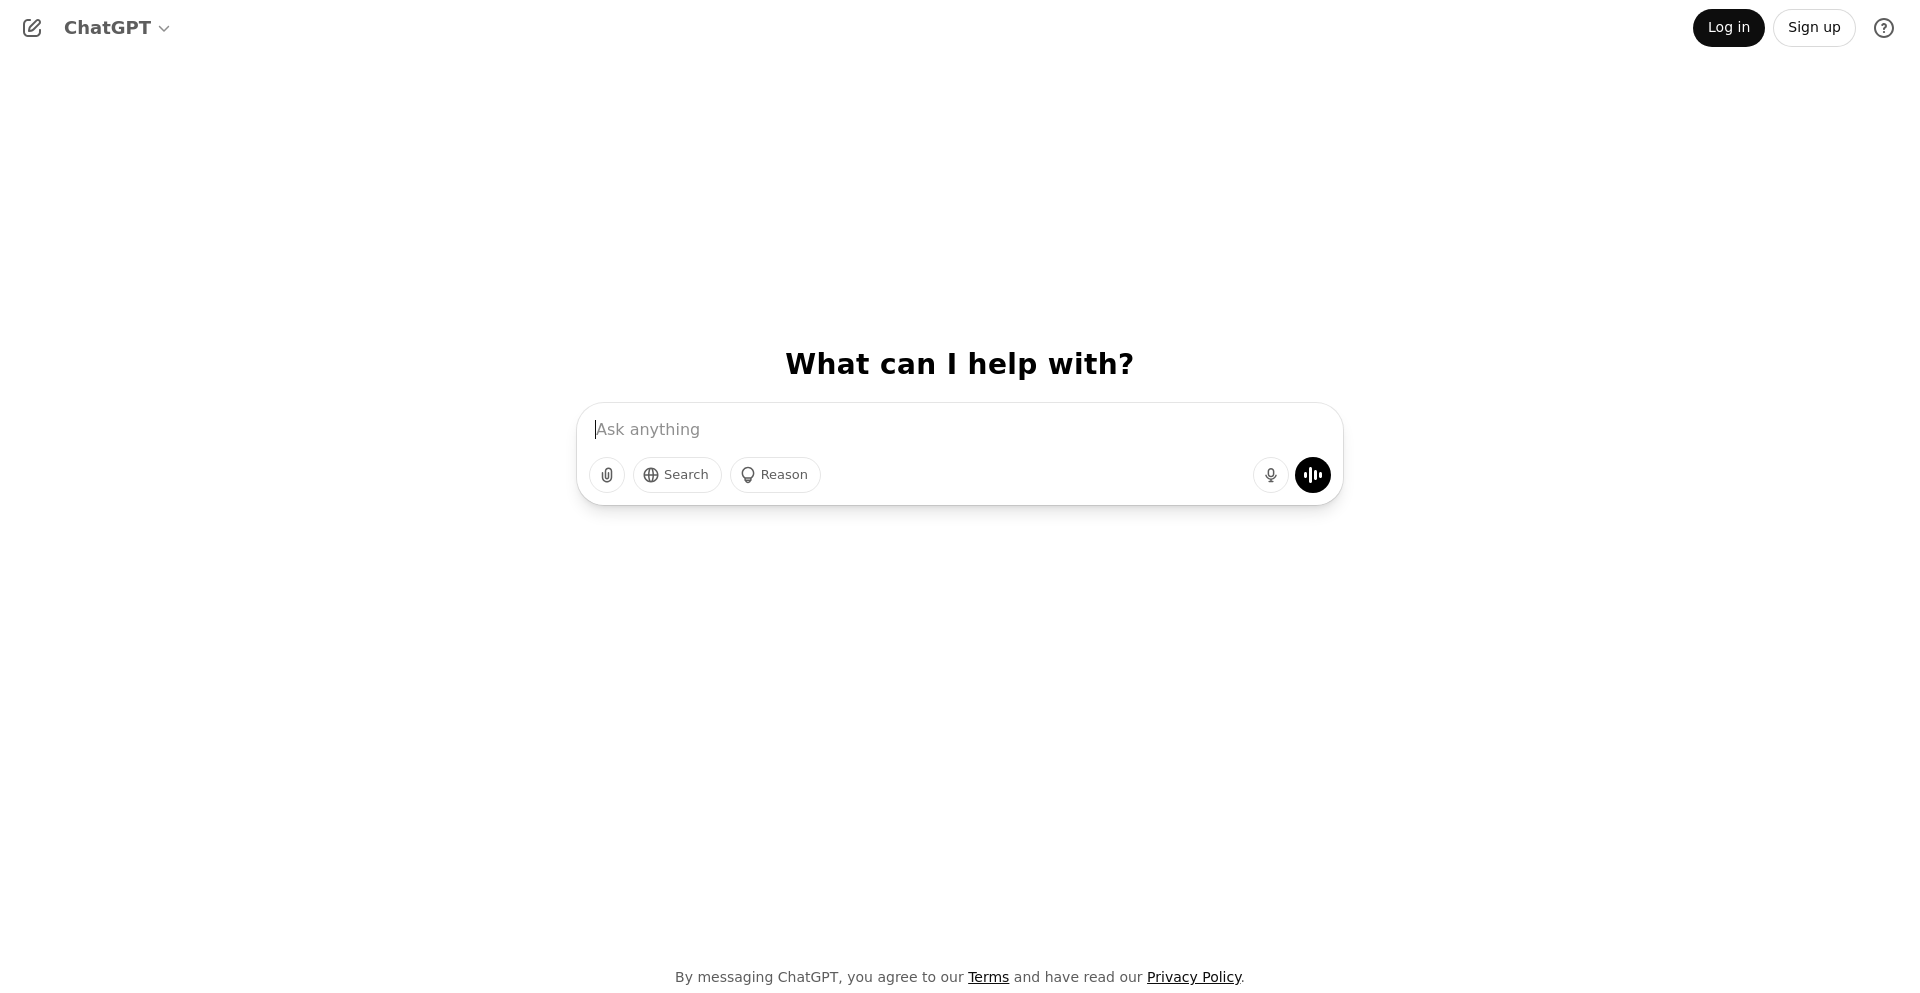 ChatGPT
Log in
Sign up
What can I help with?
Ask anything
Search
Reason
By messaging ChatGPT, you agree to our Terms and have read our Privacy Policy.